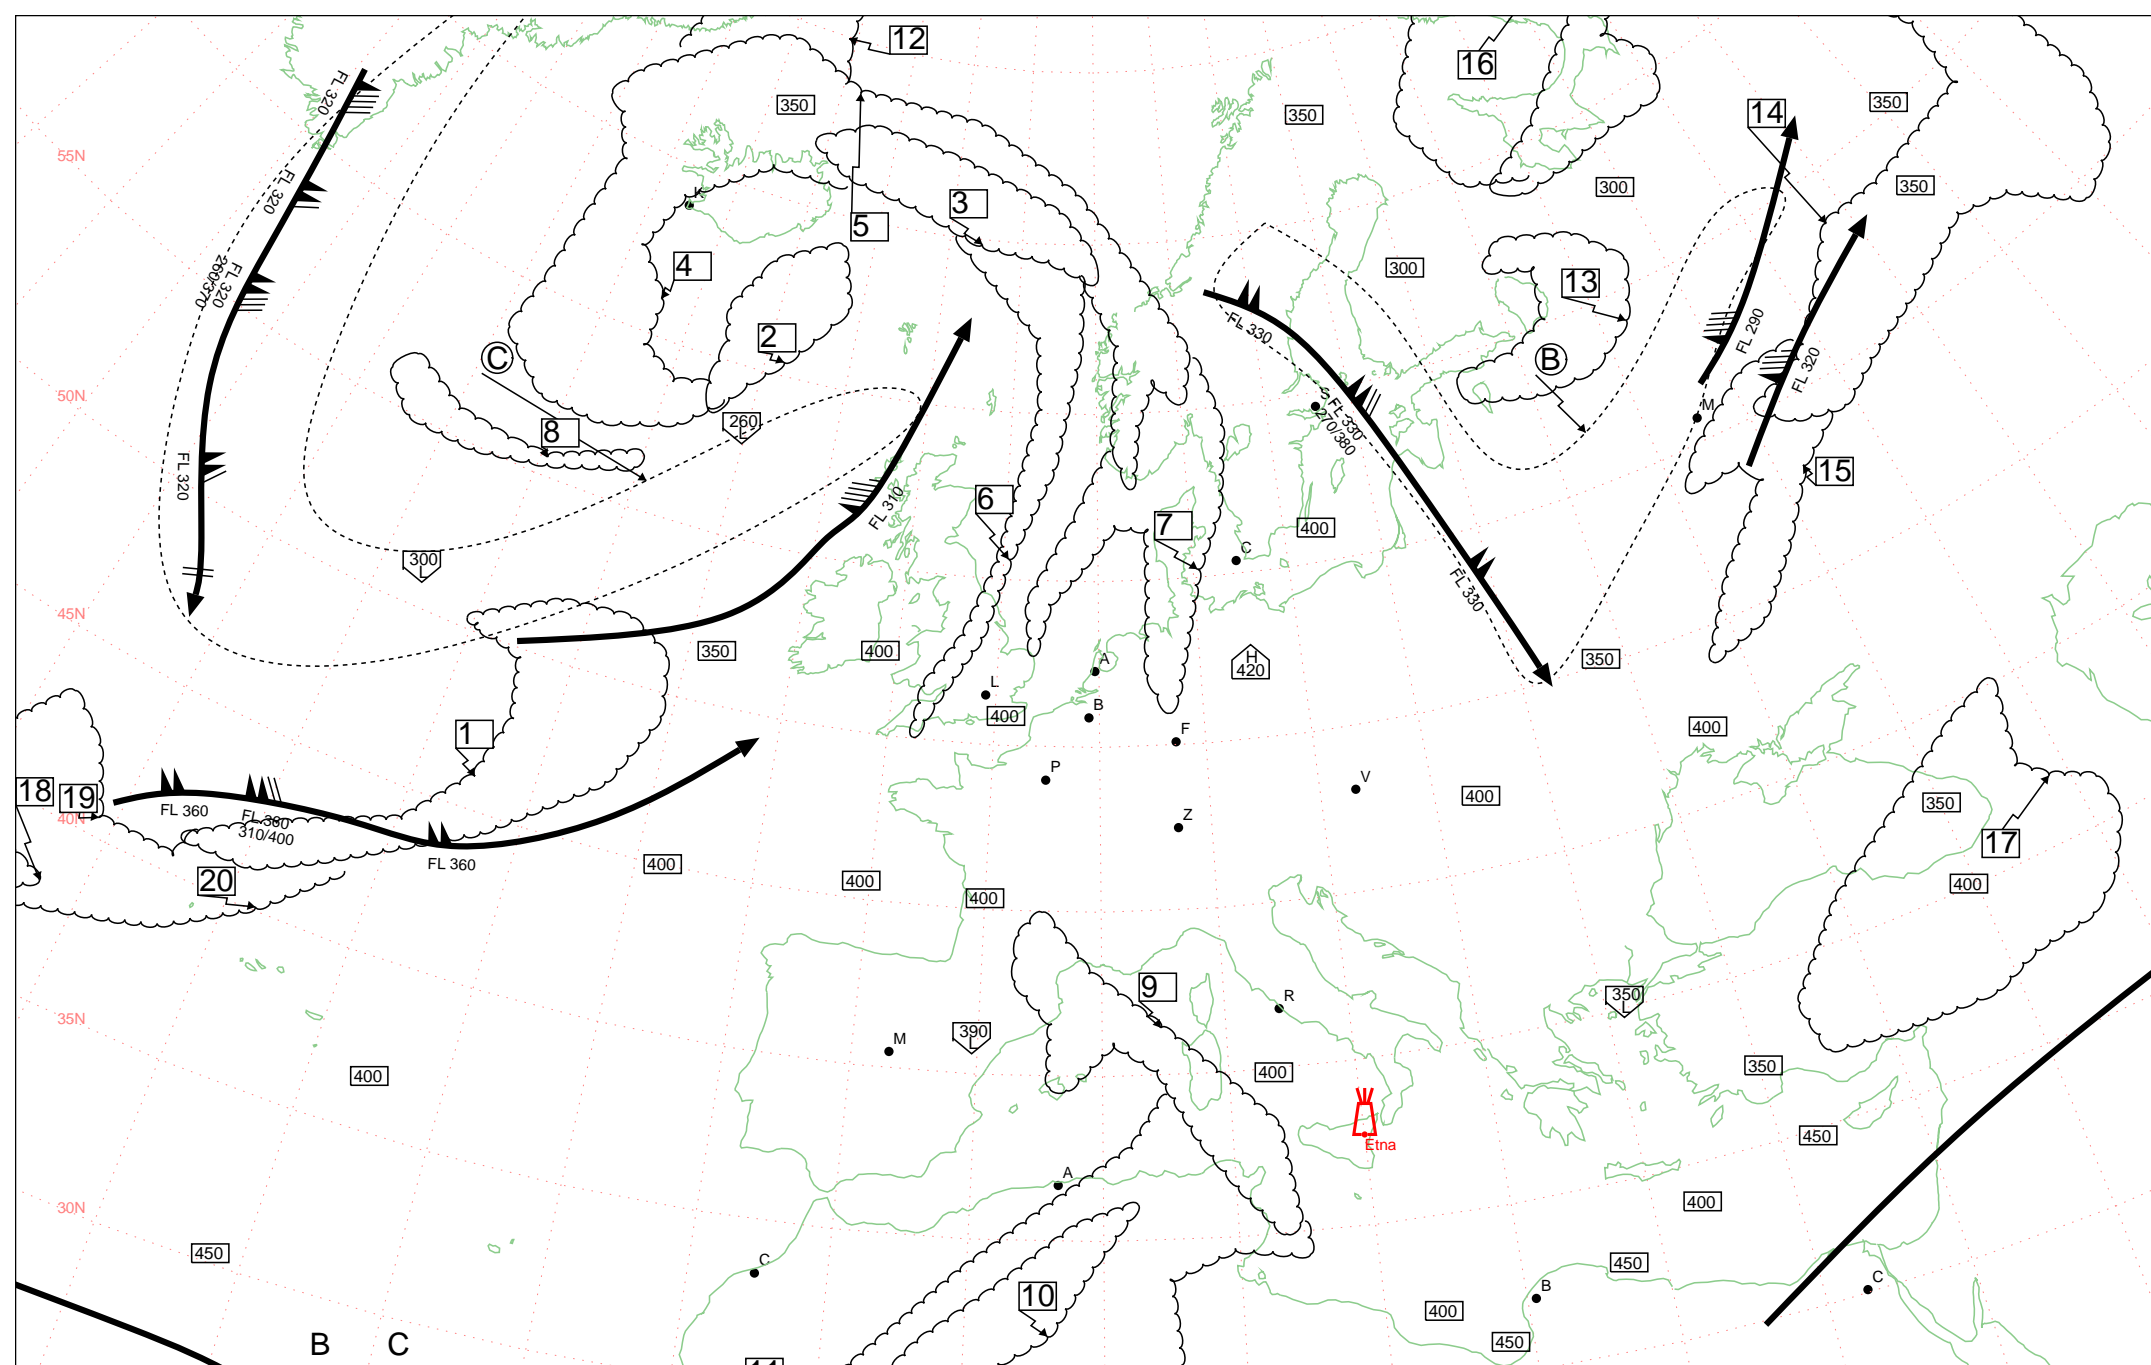 12
16
FL 320
350
350
14
350
55N
FL 320
K
3
300
350
5
4
300
13
FL 320
260/370
2
C
FL 330
B
FL 290
FL 320
50N
260
L
8
S
FL 330
270/380
M
FL 320
FL 310
6
7
400
15
300
L
C
FL 330
45N
350
400
A
H
420
350
L
400
B
F
400
1
P
V
400
350
18
19
FL 360
FL 380
310/400
40N
Z
17
FL 360
400
400
400
20
400
9
R
350
L
35N
M
390
L
400
400
350
Etna
450
A
400
30N
450
C
450
B
C
10
400
450
B
C